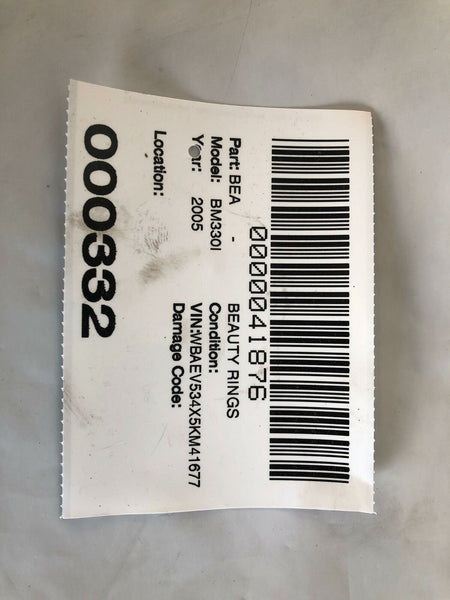 0000041876
Part: BEA - BEAUTY RINGS
Model: BM330I Condition:
Year: 2005 VIN:WBAEV534X5KM41677
Damage Code:
Location:
000332